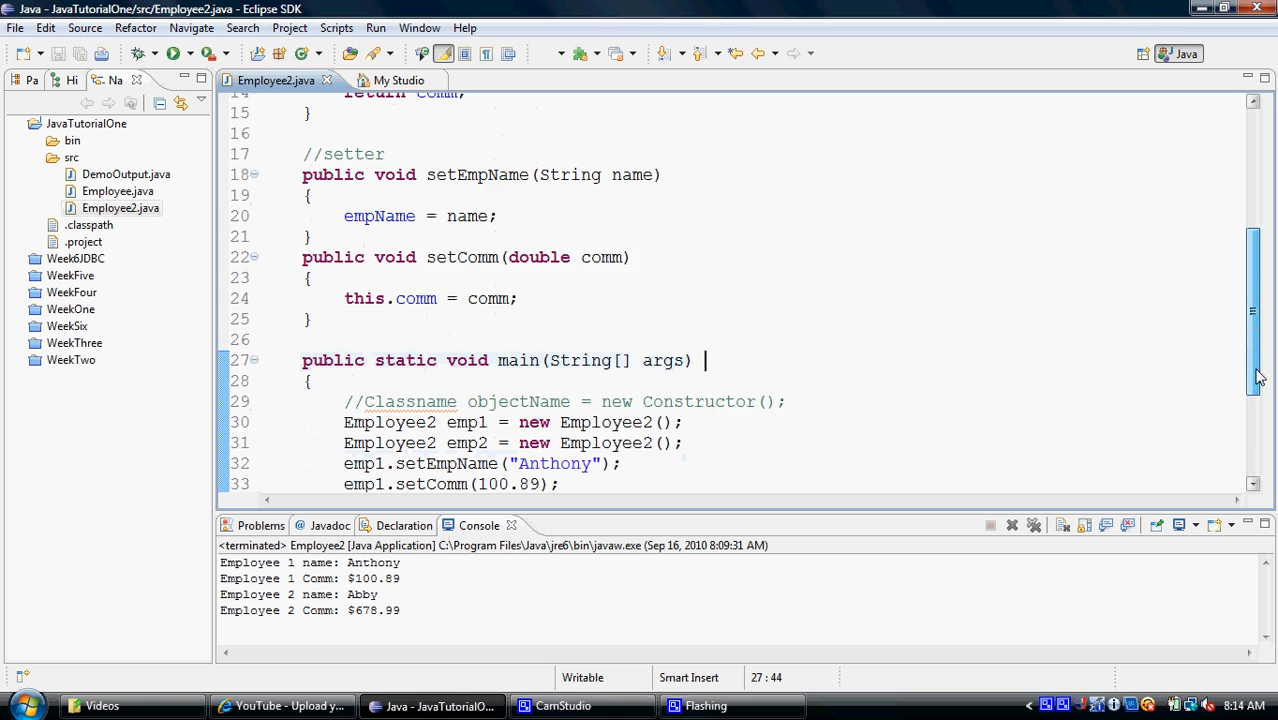 Java - JavaTutorialOne/src/Employee2.java - Eclipse SDK
File Edit Source Refactor Navigate Search Project Scripts Run Window Help
Java
Pa Hi Na Employee2.java My Studio
JavaTutorialOne
bin
src
DemoOutput.java
Employee.java
Employee2.java
.classpath
.project
Week6JDBC
WeekFive
WeekFour
WeekOne
WeekSix
WeekThree
WeekTwo
14 return comm;
15 }
16
17 //setter
18 public void setEmpName(String name)
19 {
20 empName = name;
21 }
22 public void setComm(double comm)
23 {
24 this.comm = comm;
25 }
26
27 public static void main(String[] args)
28 {
29 //Classname objectName = new Constructor();
30 Employee2 emp1 = new Employee2();
31 Employee2 emp2 = new Employee2();
32 emp1.setEmpName("Anthony");
33 emp1.setComm(100.89);
Problems @ Javadoc Declaration Console
<terminated> Employee2 [Java Application] C:\Program Files\Java\jre6\bin\javaw.exe (Sep 16, 2010 8:09:31 AM)
Employee 1 name: Anthony
Employee 1 Comm: $100.89
Employee 2 name: Abby
Employee 2 Comm: $678.99
Writable Smart Insert 27 : 44
Videos YouTube - Upload y... Java - JavaTutorialO... CamStudio Flashing 8:14 AM